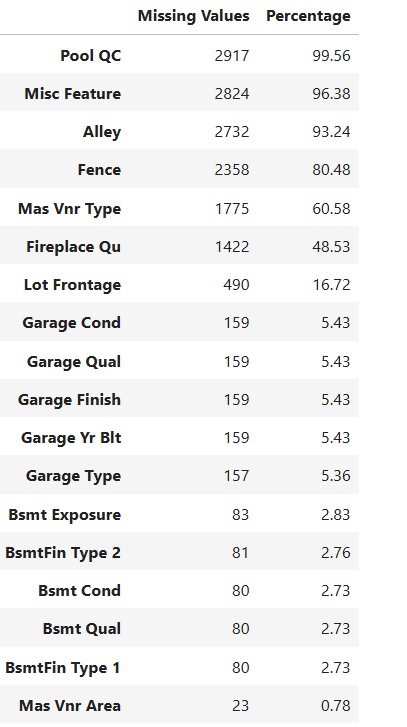 Missing Values Percentage
Pool QC 2917 99.56
Misc Feature 2824 96.38
Alley 2732 93.24
Fence 2358 80.48
Mas Vnr Type 1775 60.58
Fireplace Qu 1422 48.53
Lot Frontage 490 16.72
Garage Cond 159 5.43
Garage Qual 159 5.43
Garage Finish 159 5.43
Garage Yr Blt 159 5.43
Garage Type 157 5.36
Bsmt Exposure 83 2.83
BsmtFin Type 2 81 2.76
Bsmt Cond 80 2.73
Bsmt Qual 80 2.73
BsmtFin Type 1 80 2.73
Mas Vnr Area 23 0.78